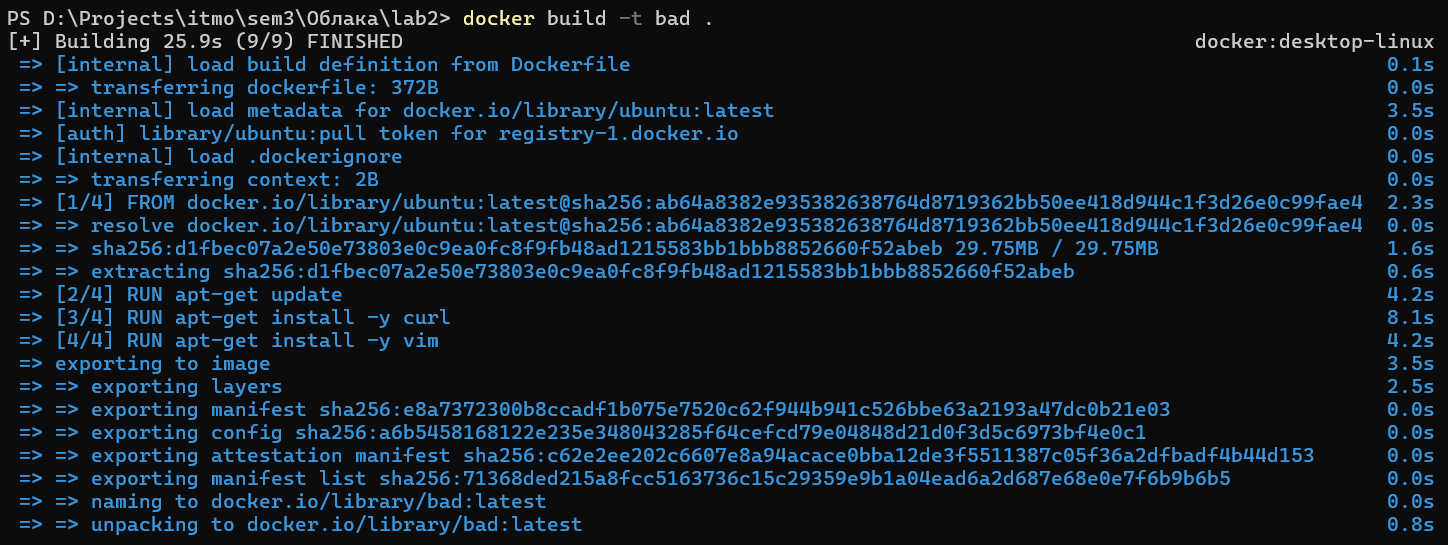 PS D:\Projects\itmo\sem3\Облака\lab2> docker build -t bad .
[+] Building 25.9s (9/9) FINISHED docker:desktop-linux
=> [internal] load build definition from Dockerfile 0.1s
=> => transferring dockerfile: 372B 0.0s
=> [internal] load metadata for docker.io/library/ubuntu:latest 3.5s
=> [auth] library/ubuntu:pull token for registry-1.docker.io 0.0s
=> [internal] load .dockerignore 0.0s
=> => transferring context: 2B 0.0s
=> [1/4] FROM docker.io/library/ubuntu:latest@sha256:ab64a8382e935382638764d8719362bb50ee418d944c1f3d26e0c99fae4 2.3s
=> => resolve docker.io/library/ubuntu:latest@sha256:ab64a8382e935382638764d8719362bb50ee418d944c1f3d26e0c99fae4 0.0s
=> => sha256:d1fbec07a2e50e73803e0c9ea0fc8f9fb48ad1215583bb1bbb8852660f52abeb 29.75MB / 29.75MB 1.6s
=> => extracting sha256:d1fbec07a2e50e73803e0c9ea0fc8f9fb48ad1215583bb1bbb8852660f52abeb 0.6s
=> [2/4] RUN apt-get update 4.2s
=> [3/4] RUN apt-get install -y curl 8.1s
=> [4/4] RUN apt-get install -y vim 4.2s
=> exporting to image 3.5s
=> => exporting layers 2.5s
=> => exporting manifest sha256:e8a7372300b8ccadf1b075e7520c62f944b941c526bbe63a2193a47dc0b21e03 0.0s
=> => exporting config sha256:a6b5458168122e235e348043285f64cefcd79e04848d21d0f3d5c6973bf4e0c1 0.0s
=> => exporting attestation manifest sha256:c62e2ee202c6607e8a94acace0bba12de3f5511387c05f36a2dfbadf4b44d153 0.0s
=> => exporting manifest list sha256:71368ded215a8fcc5163736c15c29359e9b1a04ead6a2d687e68e0e7f6b9b6b5 0.0s
=> => naming to docker.io/library/bad:latest 0.0s
=> => unpacking to docker.io/library/bad:latest 0.8s